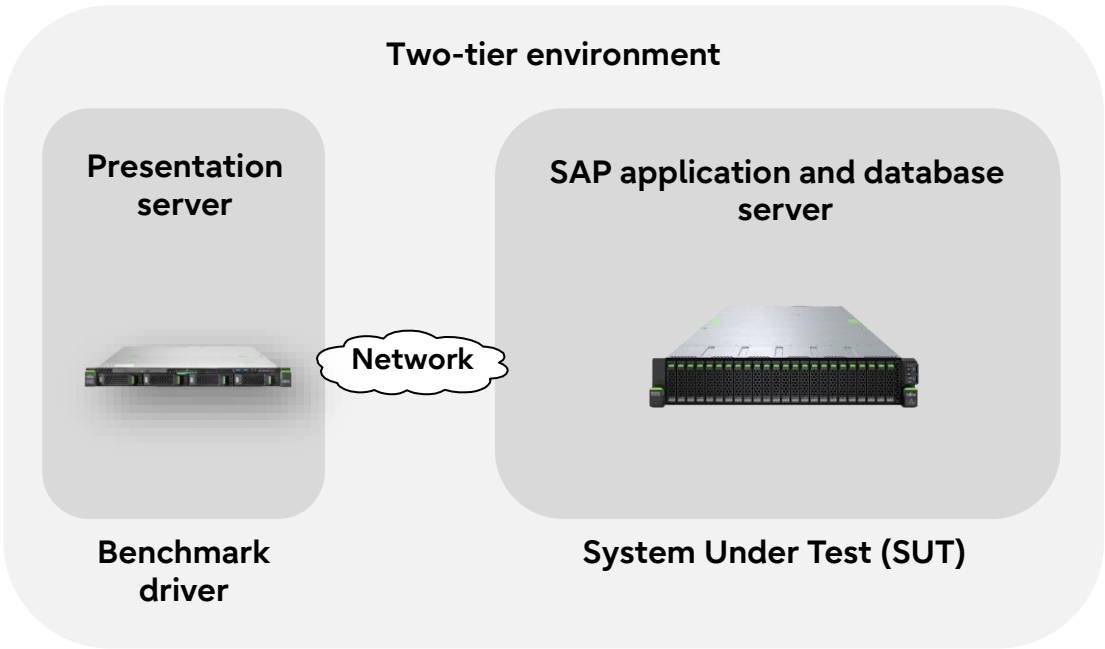 Two-tier environment
Presentation
server
SAP application and database
server
Network
Benchmark
driver
System Under Test (SUT)